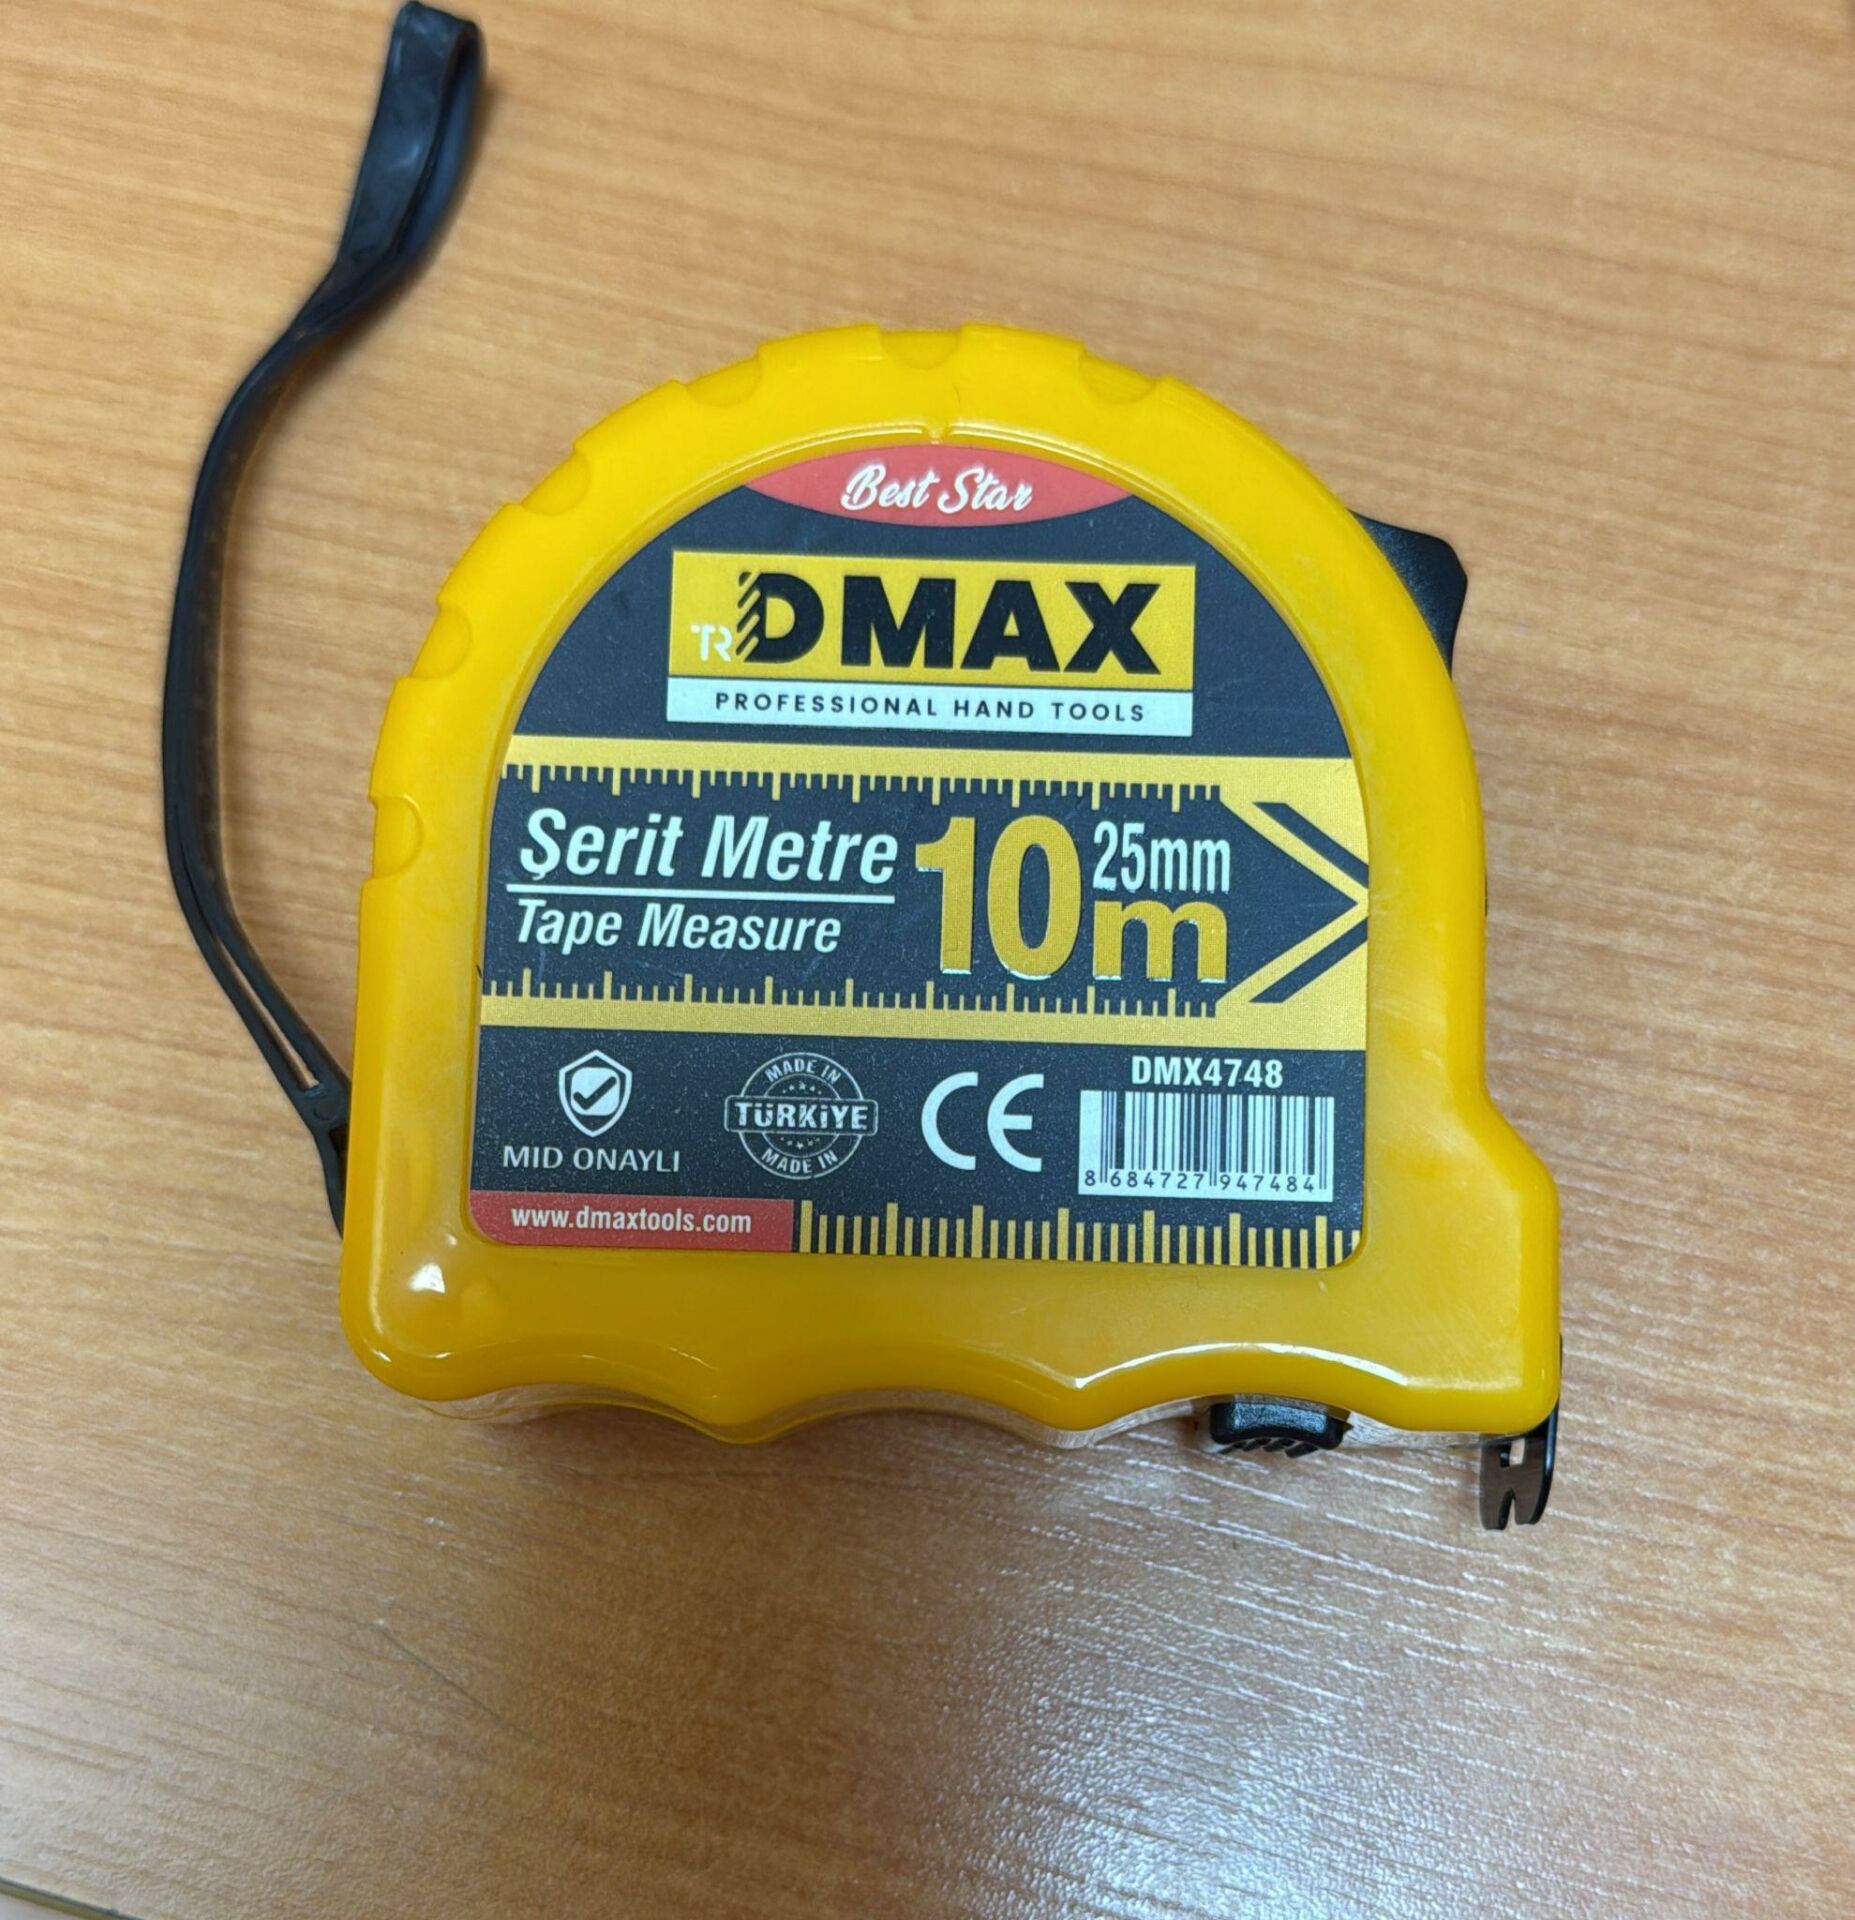 Best Star
TR DMAX
PROFESSIONAL HAND TOOLS
Şerit Metre
Tape Measure
10m
25mm
MID ONAYLI
MADE IN
TÜRKİYE
MADE IN
CE
DMX4748
8 684727 947484
www.dmaxtools.com